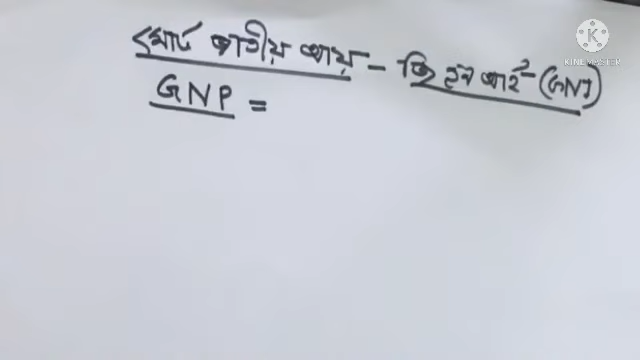 মোট জাতীয় আয় - জি এন আই (GNI)
GNP =
KINEMASTER